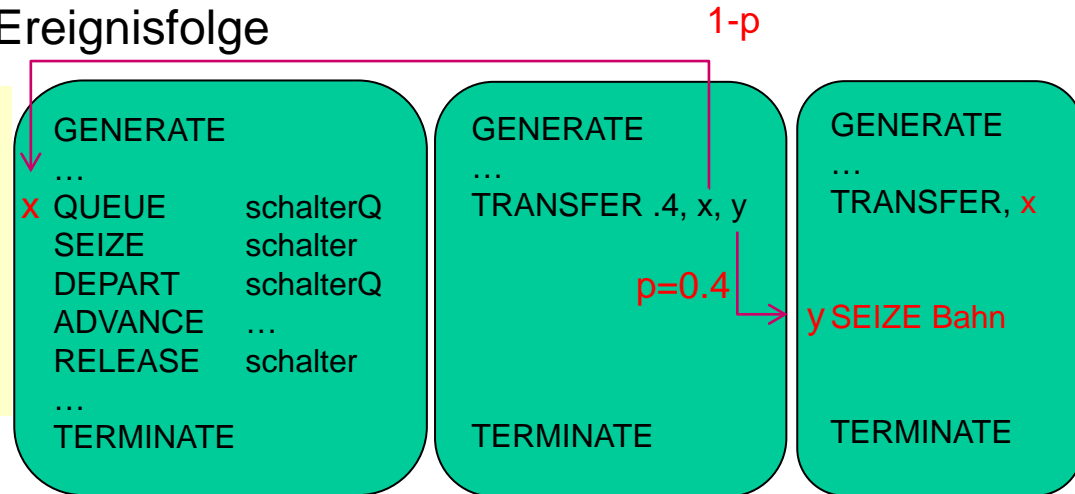 Ereignisfolge
1-p
GENERATE
…
x QUEUE schalterQ
SEIZE schalter
DEPART schalterQ
ADVANCE …
RELEASE schalter
…
TERMINATE
GENERATE
…
TRANSFER .4, x, y
p=0.4
TERMINATE
GENERATE
…
TRANSFER, x
y SEIZE Bahn
TERMINATE